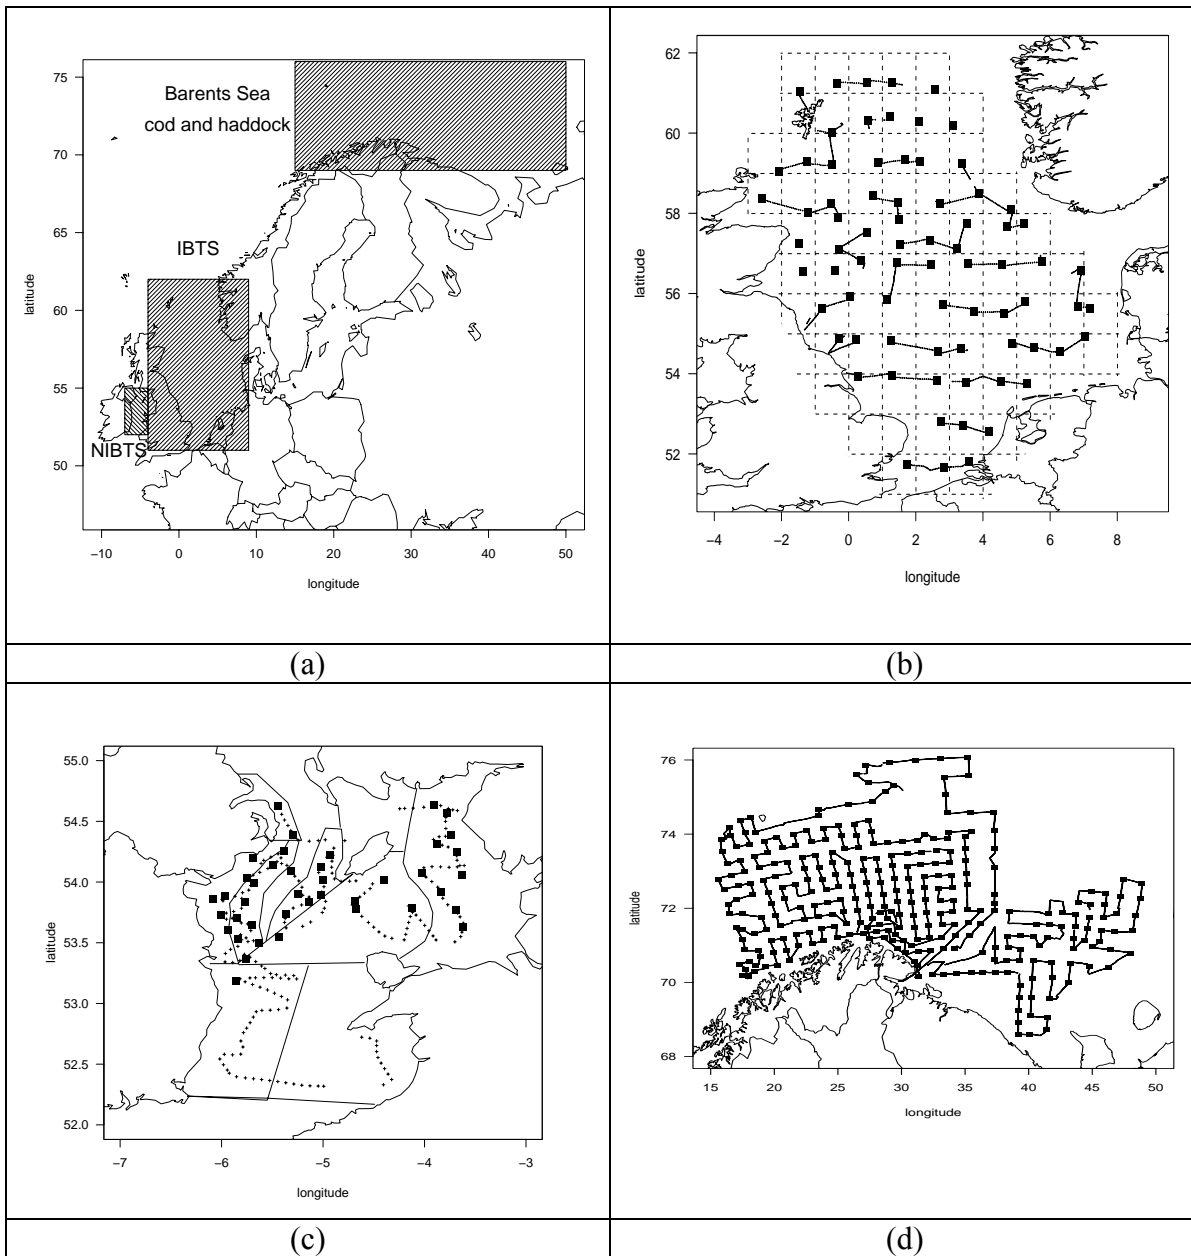 Barents Sea
cod and haddock
IBTS
NIBTS
75
70
65
60
55
50
latitude
−10 0 10 20 30 40 50
longitude
62
60
58
56
54
52
latitude
−4 −2 0 2 4 6 8
longitude
(a) (b)
55.0
54.5
54.0
53.5
53.0
52.5
52.0
latitude
−7 −6 −5 −4 −3
longitude
76
74
72
70
68
latitude
15 20 25 30 35 40 45 50
longitude
(c) (d)